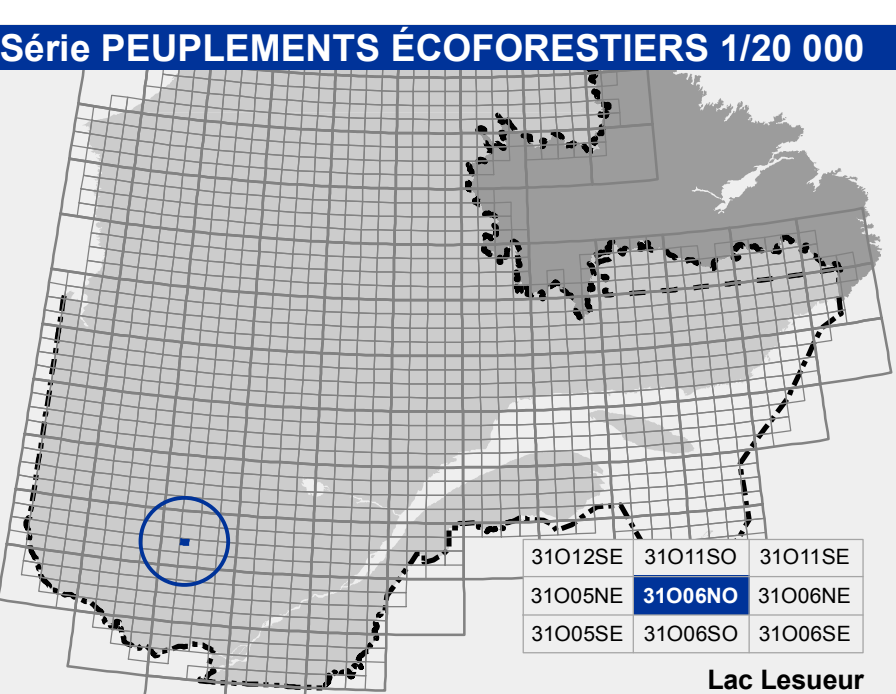 Série PEUPLEMENTS ÉCOFORESTIERS 1/20 000
31O12SE 31O11SO 31O11SE
31O05NE 31O06NO 31O06NE
31O05SE 31O06SO 31O06SE
Lac Lesueur